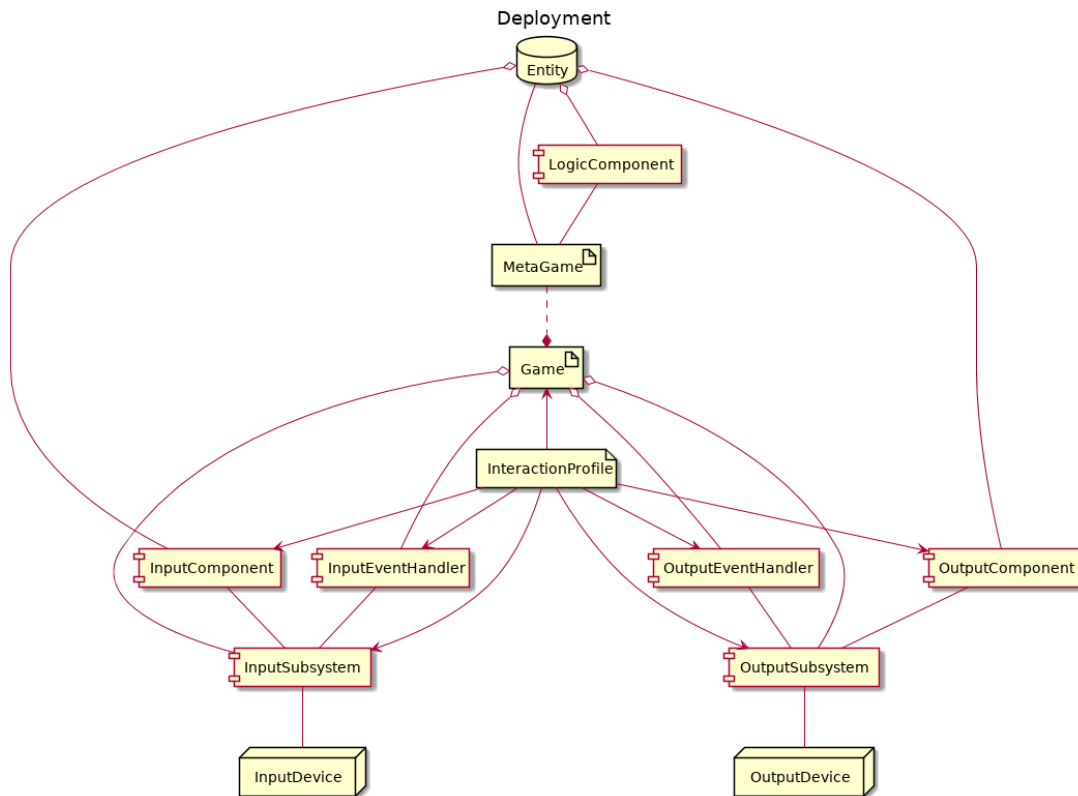 Deployment
Entity
LogicComponent
MetaGame
Game
InteractionProfile
InputComponent
InputEventHandler
OutputEventHandler
OutputComponent
InputSubsystem
OutputSubsystem
InputDevice
OutputDevice